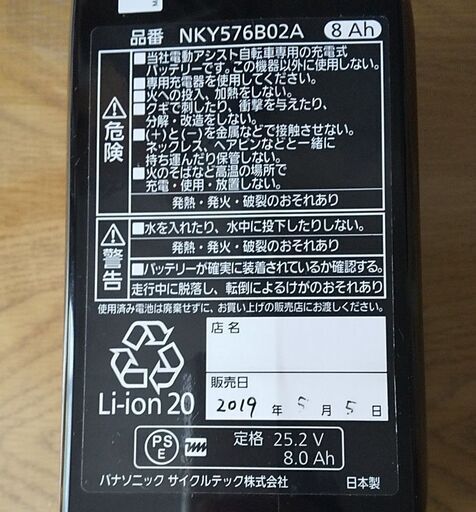 品番 NKY576B02A 8 Ah
危険
■当社電動アシスト自転車専用の充電式
バッテリーです。この機器以外に使用しない。
■専用充電器を使用してください。
■火への投入、加熱をしない。
■クギで刺したり、衝撃を与えたり、
分解・改造をしない。
■(+)と(−)を金属などで接触させない。
ネックレス、ヘアピンなどと一緒に
持ち運んだり保管しない。
■火のそばなど高温の場所で
充電・使用・放置しない。
発熱・発火・破裂のおそれあり
警告
■水を入れたり、水中に投下したりしない。
発熱・発火・破裂のおそれあり
■バッテリーが確実に装着されているか確認する。
走行中に脱落し、転倒によるけがのおそれあり
使用済み電池は廃棄せずに、お買い上げの販売店にお渡しください。
Li-ion 20
店名
販売日
2019 年 5 月 5 日
PS
E
定格 25.2 V
8.0 Ah
パナソニック サイクルテック株式会社 日本製